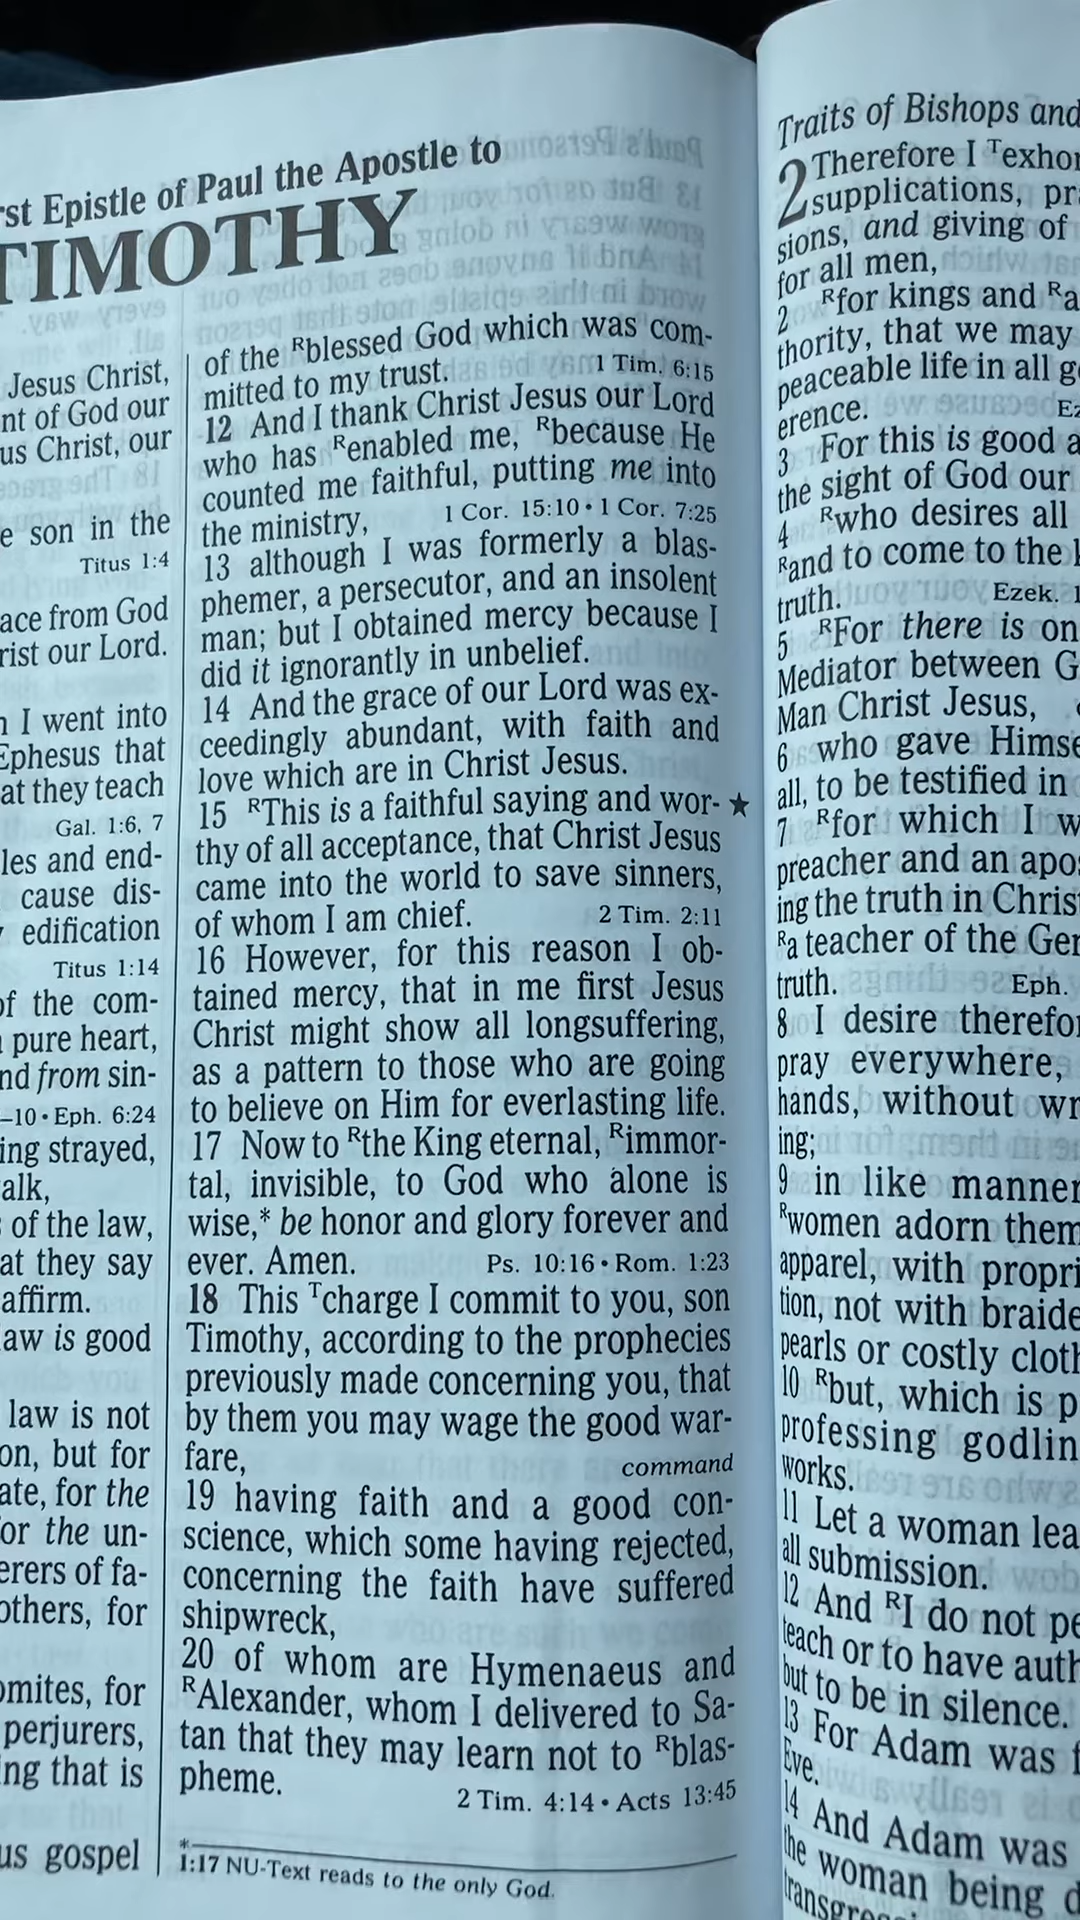 rst Epistle of Paul the Apostle to
TIMOTHY
Jesus Christ,
nt of God our
us Christ, our
e son in the
Titus 1:4
ace from God
rist our Lord.
n I went into
Ephesus that
at they teach
Gal. 1:6, 7
les and end-
cause dis-
edification
Titus 1:14
of the com-
pure heart,
nd from sin-
–10 • Eph. 6:24
ing strayed,
alk,
of the law,
at they say
affirm.
aw is good
law is not
on, but for
ate, for the
or the un-
erers of fa-
others, for
omites, for
perjurers,
ing that is
us gospel
of the ᴿblessed God which was com-
mitted to my trust. 1 Tim. 6:15
12 And I thank Christ Jesus our Lord
who has ᴿenabled me, ᴿbecause He
counted me faithful, putting me into
the ministry, 1 Cor. 15:10 • 1 Cor. 7:25
13 although I was formerly a blas-
phemer, a persecutor, and an insolent
man; but I obtained mercy because I
did it ignorantly in unbelief.
14 And the grace of our Lord was ex-
ceedingly abundant, with faith and
love which are in Christ Jesus.
15 ᴿThis is a faithful saying and wor- ★
thy of all acceptance, that Christ Jesus
came into the world to save sinners,
of whom I am chief. 2 Tim. 2:11
16 However, for this reason I ob-
tained mercy, that in me first Jesus
Christ might show all longsuffering,
as a pattern to those who are going
to believe on Him for everlasting life.
17 Now to ᴿthe King eternal, ᴿimmor-
tal, invisible, to God who alone is
wise,* be honor and glory forever and
ever. Amen. Ps. 10:16 • Rom. 1:23
18 This ᵀcharge I commit to you, son
Timothy, according to the prophecies
previously made concerning you, that
by them you may wage the good war-
fare, command
19 having faith and a good con-
science, which some having rejected,
concerning the faith have suffered
shipwreck,
20 of whom are Hymenaeus and
ᴿAlexander, whom I delivered to Sa-
tan that they may learn not to ᴿblas-
pheme. 2 Tim. 4:14 • Acts 13:45
*
1:17 NU-Text reads to the only God.
Traits of Bishops and
2 Therefore I ᵀexhor
supplications, pr
sions, and giving of
for all men,
2 ᴿfor kings and ᴿa
thority, that we may
peaceable life in all g
erence. Ez
3 For this is good a
the sight of God our
4 ᴿwho desires all
ᴿand to come to the k
truth. Ezek. 1
5 ᴿFor there is on
Mediator between G
Man Christ Jesus,
6 who gave Himse
all, to be testified in
7 ᴿfor which I w
preacher and an apos
ing the truth in Christ
ᴿa teacher of the Gen
truth. Eph.
8 I desire therefor
pray everywhere,
hands, without wr
ing;
9 in like manner
ᴿwomen adorn them
apparel, with propri
tion, not with braide
pearls or costly cloth
10 ᴿbut, which is p
professing godlin
works.
11 Let a woman lea
all submission.
12 And ᴿI do not pe
teach or to have auth
but to be in silence.
13 For Adam was f
Eve.
14 And Adam was
the woman being d
transgre